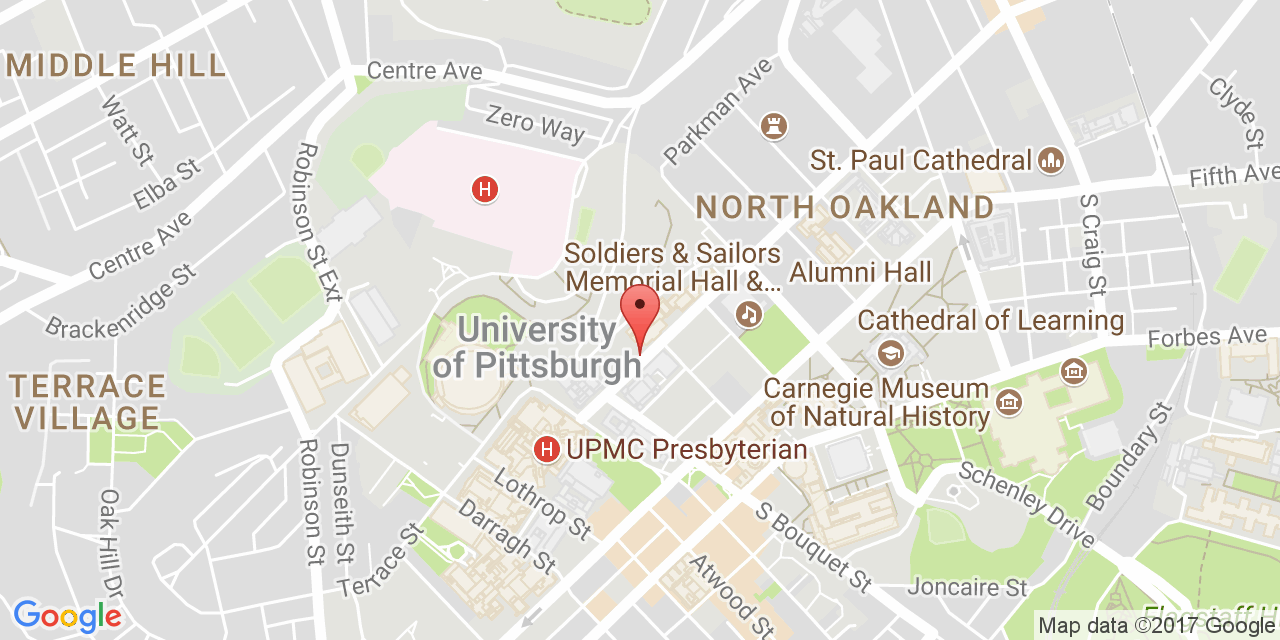 MIDDLE HILL
Centre Ave
Zero Way
Parkman Ave
Clyde St
Watt St
Elba St
Robinson St Ext
H
St. Paul Cathedral
Fifth Ave
NORTH OAKLAND
S Craig St
Centre Ave
Brackenridge St
Soldiers & Sailors
Memorial Hall &...
Alumni Hall
University
of Pittsburgh
Cathedral of Learning
Forbes Ave
TERRACE
VILLAGE
Carnegie Museum
of Natural History
H
UPMC Presbyterian
Boundary St
Schenley Drive
Robinson St
Dunseith St
Oak Hill Dr
Lothrop St
Darragh St
Terrace St
S Bouquet St
Atwood St
Joncaire St
Google
Map data ©2017 Google